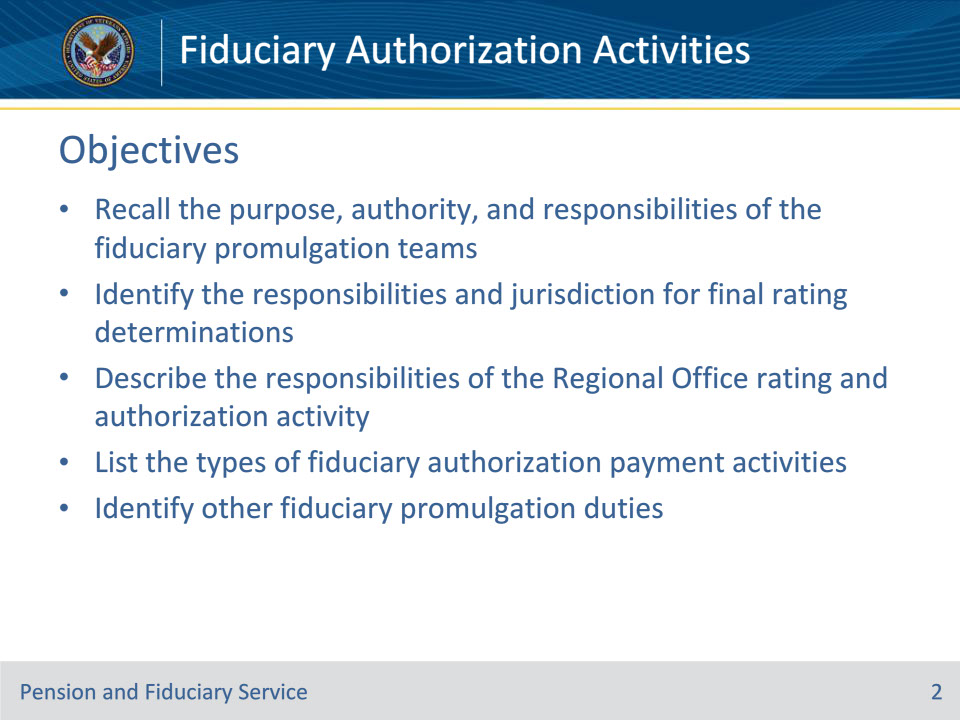 Fiduciary Authorization Activities
Objectives
• Recall the purpose, authority, and responsibilities of the
fiduciary promulgation teams
• Identify the responsibilities and jurisdiction for final rating
determinations
• Describe the responsibilities of the Regional Office rating and
authorization activity
• List the types of fiduciary authorization payment activities
• Identify other fiduciary promulgation duties
Pension and Fiduciary Service
2